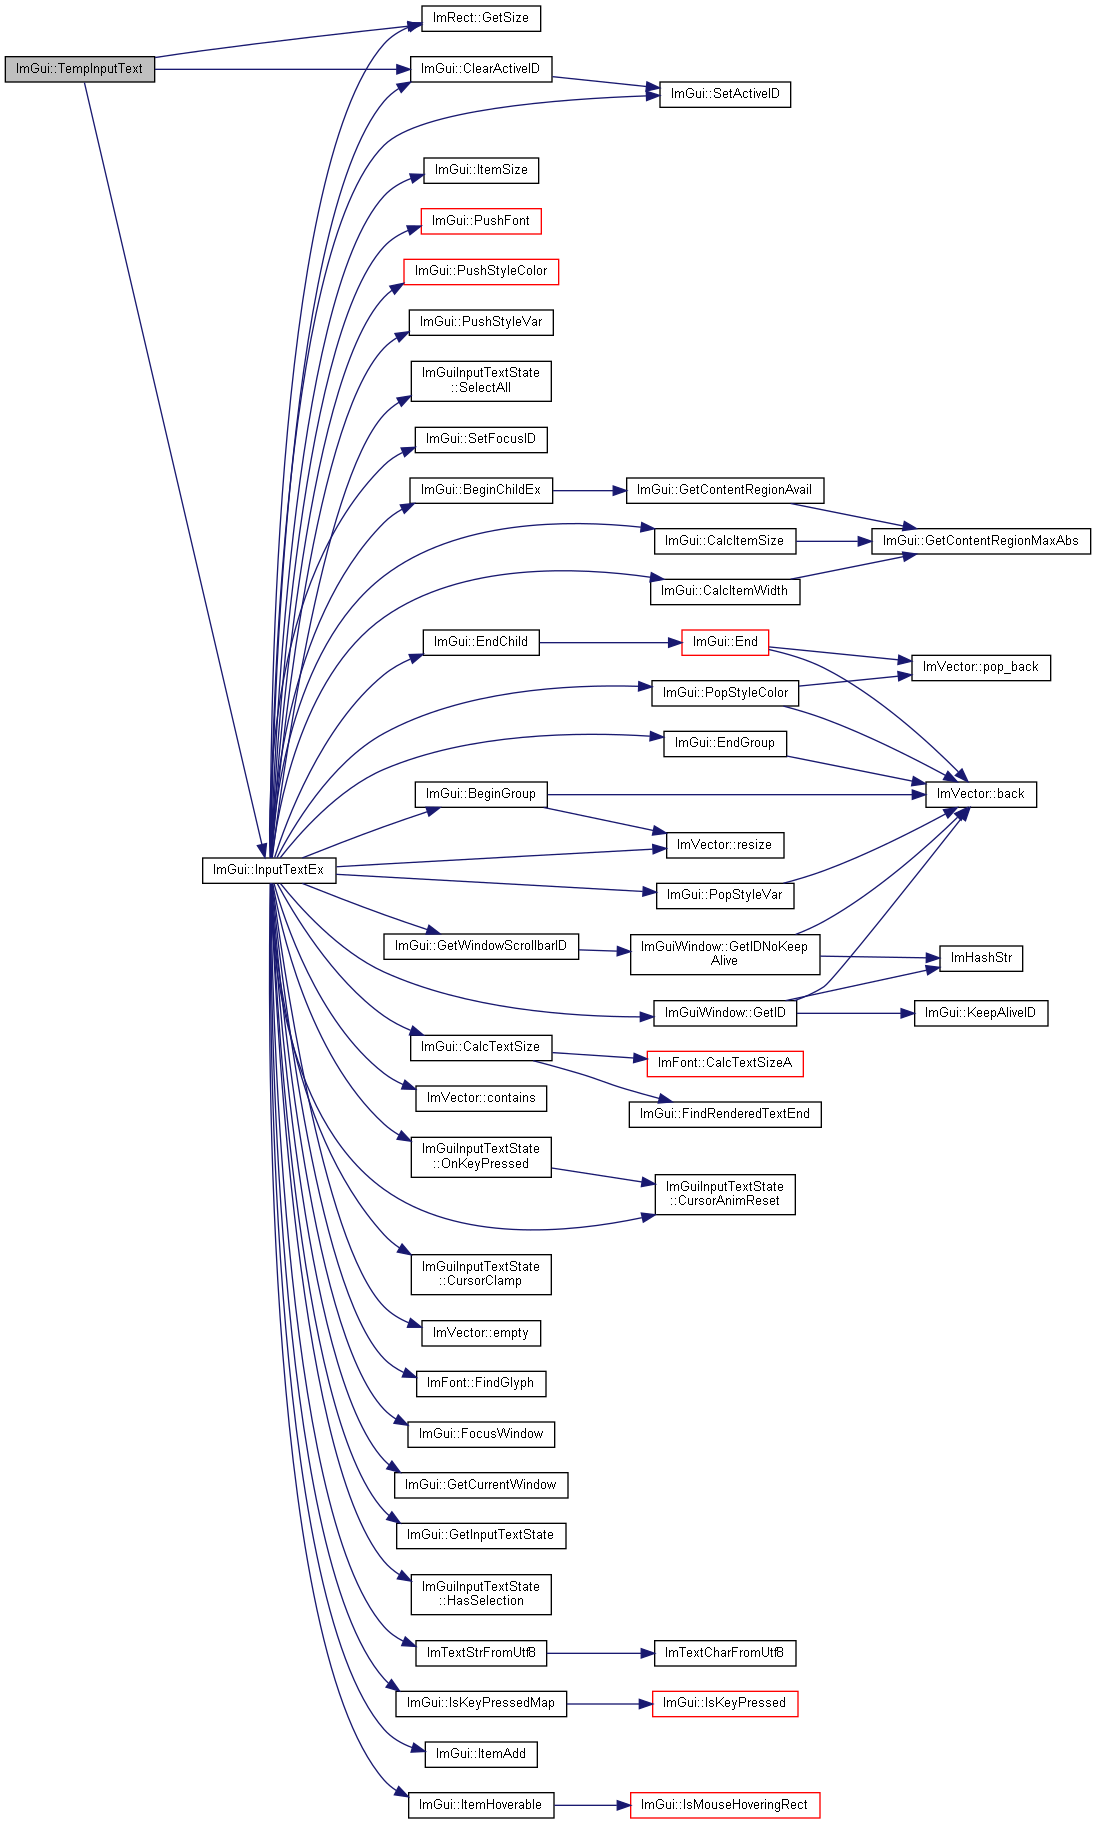 ImRect::GetSize
ImGui::TempInputText
ImGui::ClearActiveID
ImGui::SetActiveID
ImGui::ItemSize
ImGui::PushFont
ImGui::PushStyleColor
ImGui::PushStyleVar
ImGuiInputTextState
::SelectAll
ImGui::SetFocusID
ImGui::BeginChildEx
ImGui::GetContentRegionAvail
ImGui::CalcItemSize
ImGui::GetContentRegionMaxAbs
ImGui::CalcItemWidth
ImGui::EndChild
ImGui::End
ImVector::pop_back
ImGui::PopStyleColor
ImGui::EndGroup
ImGui::BeginGroup
ImVector::back
ImVector::resize
ImGui::InputTextEx
ImGui::PopStyleVar
ImGui::GetWindowScrollbarID
ImGuiWindow::GetIDNoKeep
Alive
ImHashStr
ImGuiWindow::GetID
ImGui::KeepAliveID
ImGui::CalcTextSize
ImFont::CalcTextSizeA
ImVector::contains
ImGui::FindRenderedTextEnd
ImGuiInputTextState
::OnKeyPressed
ImGuiInputTextState
::CursorAnimReset
ImGuiInputTextState
::CursorClamp
ImVector::empty
ImFont::FindGlyph
ImGui::FocusWindow
ImGui::GetCurrentWindow
ImGui::GetInputTextState
ImGuiInputTextState
::HasSelection
ImTextStrFromUtf8
ImTextCharFromUtf8
ImGui::IsKeyPressedMap
ImGui::IsKeyPressed
ImGui::ItemAdd
ImGui::ItemHoverable
ImGui::IsMouseHoveringRect